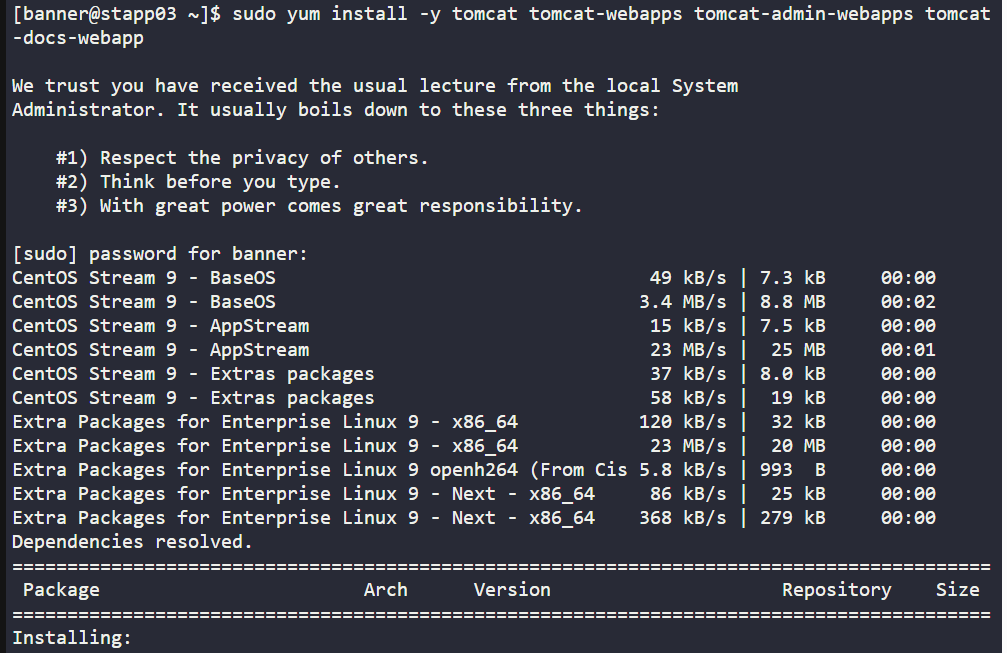 [banner@stapp03 ~]$ sudo yum install -y tomcat tomcat-webapps tomcat-admin-webapps tomcat
-docs-webapp
We trust you have received the usual lecture from the local System
Administrator. It usually boils down to these three things:
#1) Respect the privacy of others.
#2) Think before you type.
#3) With great power comes great responsibility.
[sudo] password for banner:
CentOS Stream 9 - BaseOS 49 kB/s | 7.3 kB 00:00
CentOS Stream 9 - BaseOS 3.4 MB/s | 8.8 MB 00:02
CentOS Stream 9 - AppStream 15 kB/s | 7.5 kB 00:00
CentOS Stream 9 - AppStream 23 MB/s | 25 MB 00:01
CentOS Stream 9 - Extras packages 37 kB/s | 8.0 kB 00:00
CentOS Stream 9 - Extras packages 58 kB/s | 19 kB 00:00
Extra Packages for Enterprise Linux 9 - x86_64 120 kB/s | 32 kB 00:00
Extra Packages for Enterprise Linux 9 - x86_64 23 MB/s | 20 MB 00:00
Extra Packages for Enterprise Linux 9 openh264 (From Cis 5.8 kB/s | 993 B 00:00
Extra Packages for Enterprise Linux 9 - Next - x86_64 86 kB/s | 25 kB 00:00
Extra Packages for Enterprise Linux 9 - Next - x86_64 368 kB/s | 279 kB 00:00
Dependencies resolved.
=========================================================================================
Package Arch Version Repository Size
=========================================================================================
Installing: